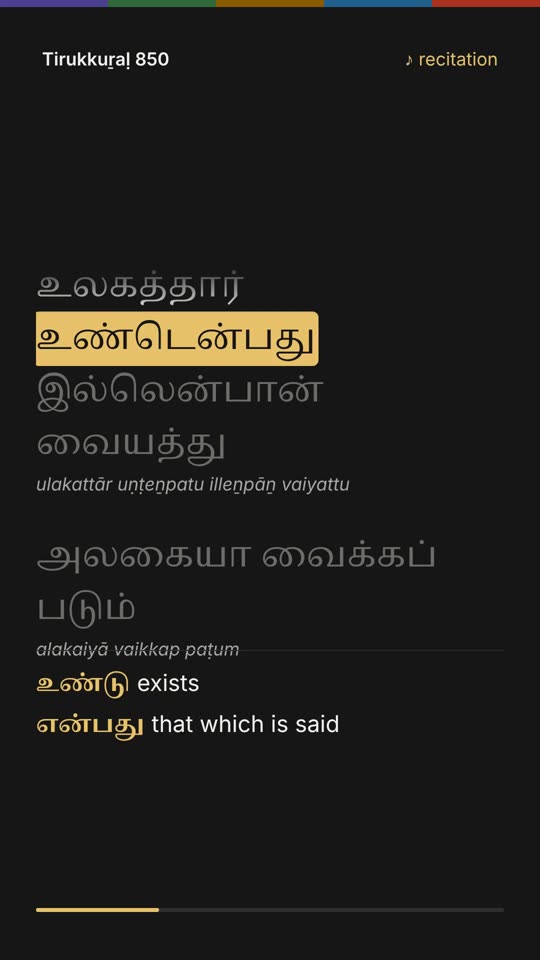 Tirukkuṟaḷ 850
♪ recitation
உலகத்தார்
உண்டென்பது
இல்லென்பான்
வையத்து
ulakattār uṇṭeṉpatu illeṉpāṉ vaiyattu
அலகையா வைக்கப்
படும்
alakaiyā vaikkap paṭum
உண்டு exists
என்பது that which is said